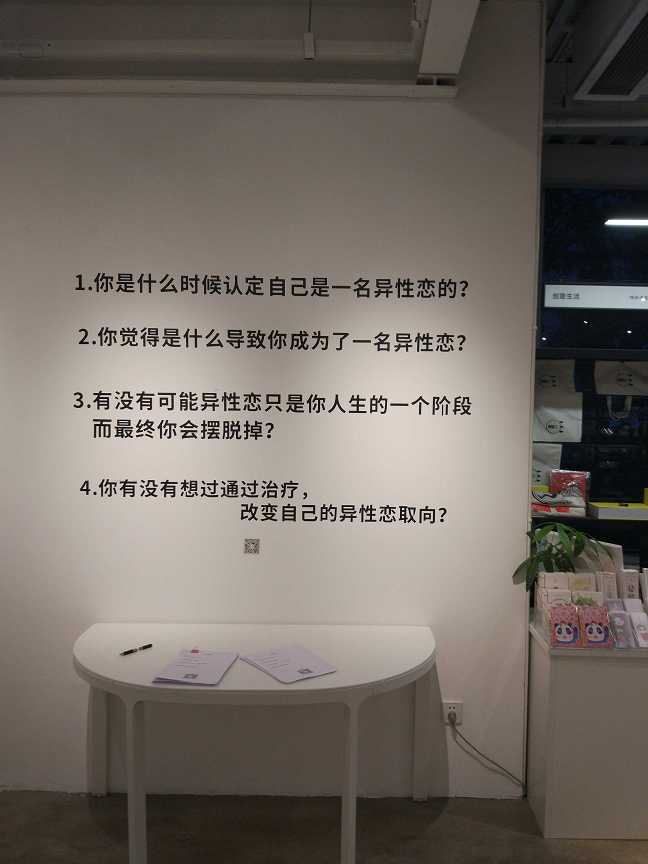 1.你是什么时候认定自己是一名异性恋的?
2.你觉得是什么导致你成为了一名异性恋?
3.有没有可能异性恋只是你人生的一个阶段
而最终你会摆脱掉?
4.你有没有想过通过治疗，
改变自己的异性恋取向?
创意生活